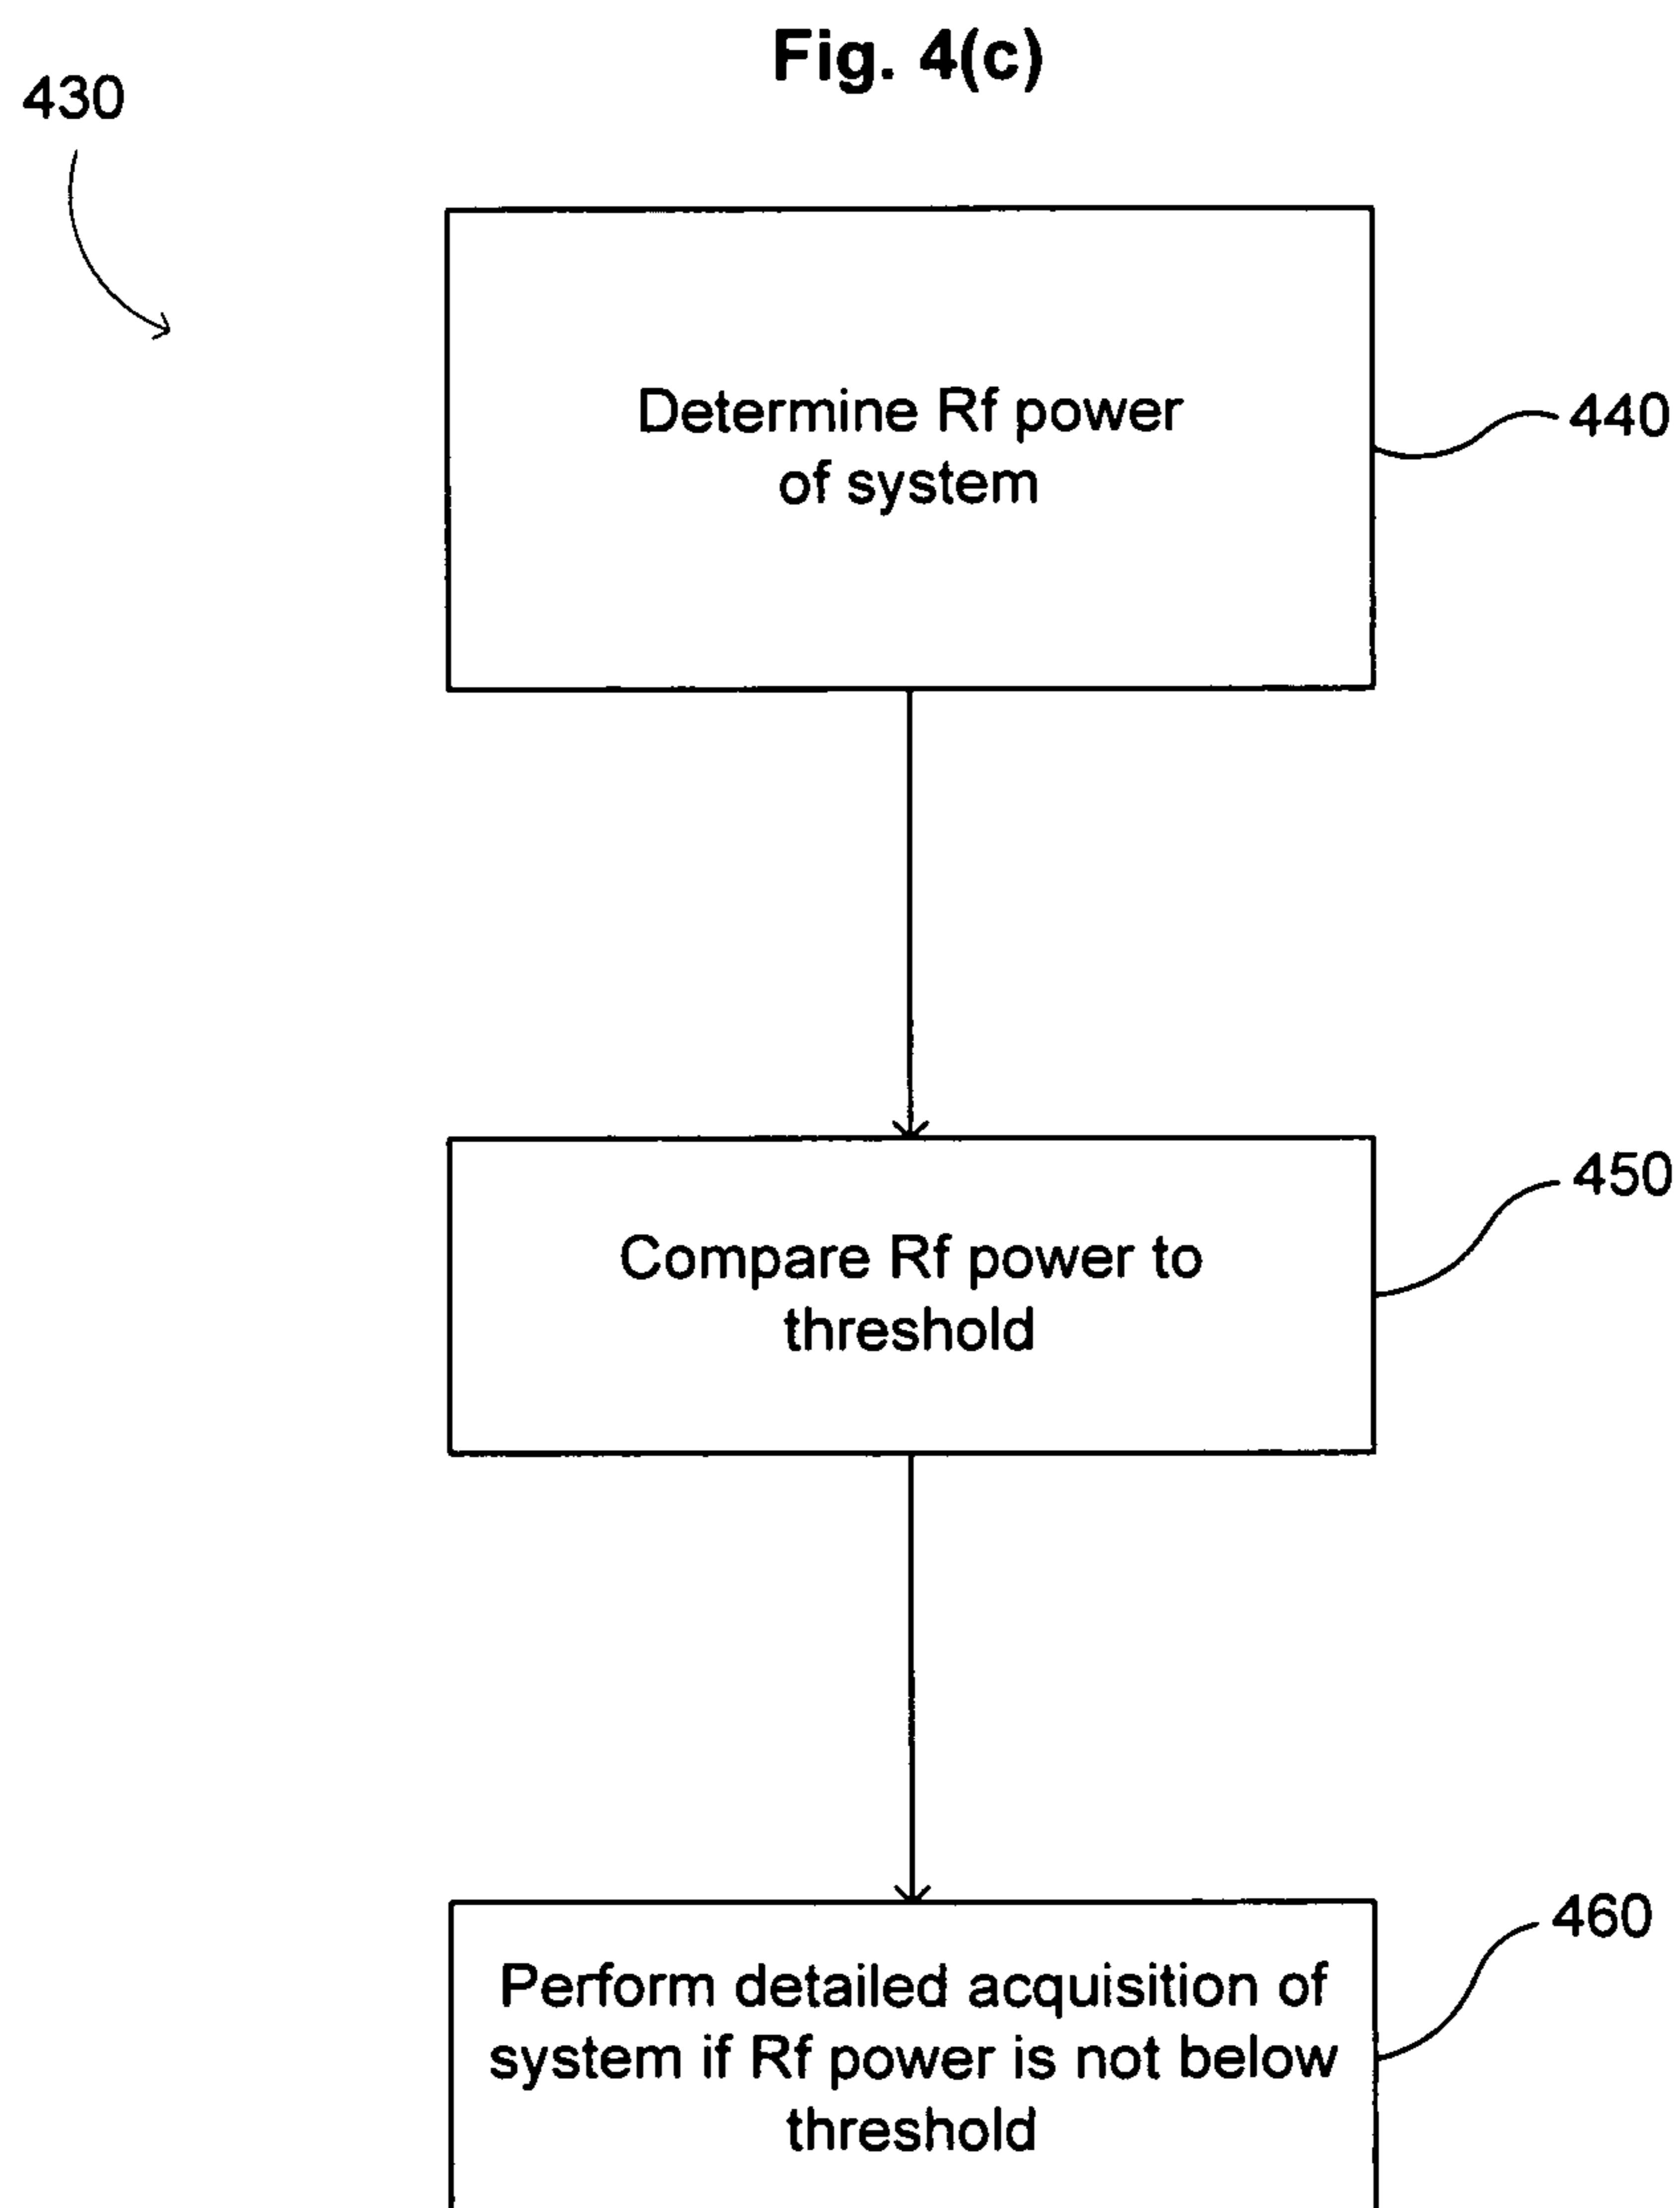 Fig. 4(c)
430
Determine Rf power
of system
440
Compare Rf power to
threshold
450
Perform detailed acquisition of
system if Rf power is not below
threshold
460